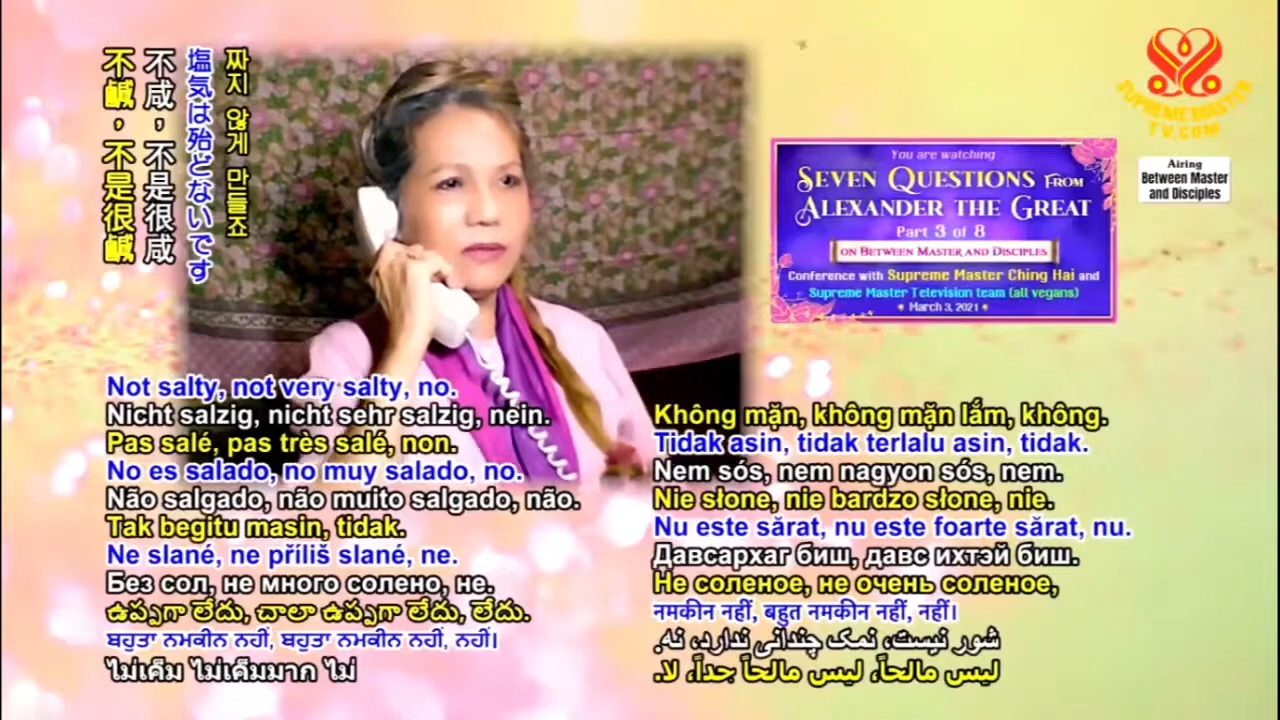 不鹹，不是很鹹
不咸，不是很咸
塩気は殆どないです
짜지 않게 만들죠
SUPREME MASTER
TV.COM
Airing
Between Master
and Disciples
You are watching
SEVEN QUESTIONS FROM
ALEXANDER THE GREAT
Part 3 of 8
ON BETWEEN MASTER AND DISCIPLES
Conference with Supreme Master Ching Hai and
Supreme Master Television team (all vegans)
March 3, 2021
Not salty, not very salty, no.
Nicht salzig, nicht sehr salzig, nein.
Pas salé, pas très salé, non.
No es salado, no muy salado, no.
Não salgado, não muito salgado, não.
Tak begitu masin, tidak.
Ne slané, ne příliš slané, ne.
Без сол, не много солено, не.
ఉప్పగా లేదు, చాలా ఉప్పగా లేదు, లేదు.
ਬਹੁਤਾ ਨਮਕੀਨ ਨਹੀਂ, ਬਹੁਤਾ ਨਮਕੀਨ ਨਹੀਂ, ਨਹੀਂ।
ไม่เค็ม ไม่เค็มมาก ไม่
Không mặn, không mặn lắm, không.
Tidak asin, tidak terlalu asin, tidak.
Nem sós, nem nagyon sós, nem.
Nie słone, nie bardzo słone, nie.
Nu este sărat, nu este foarte sărat, nu.
Давсархаг биш, давс ихтэй биш.
Не соленое, не очень соленое,
नमकीन नहीं, बहुत नमकीन नहीं, नहीं।
شور نیست، نمک چندانی ندارد، نه.
ليس مالحاً، ليس مالحاً جداً، لا.